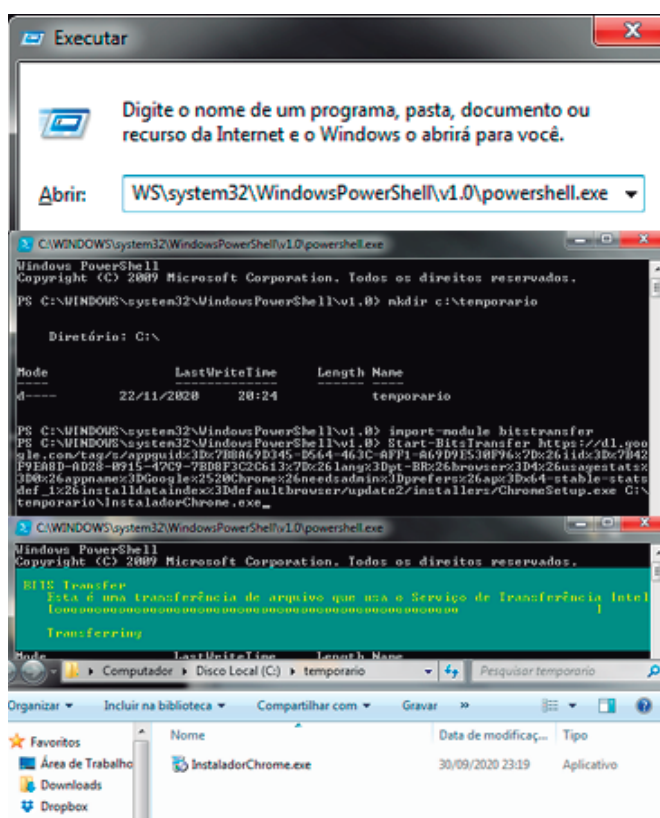 Executar
Digite o nome de um programa, pasta, documento ou
recurso da Internet e o Windows o abrirá para você.
Abrir: WS\system32\WindowsPowerShell\v1.0\powershell.exe
C:\WINDOWS\system32\WindowsPowerShell\v1.0\powershell.exe
Windows PowerShell
Copyright (C) 2009 Microsoft Corporation. Todos os direitos reservados.
PS C:\WINDOWS\system32\WindowsPowerShell\v1.0> mkdir c:\temporario
Diretório: C:\
Mode LastWriteTime Length Name
d---- 22/11/2020 20:24 temporario
PS C:\WINDOWS\system32\WindowsPowerShell\v1.0> import-module bitstransfer
PS C:\WINDOWS\system32\WindowsPowerShell\v1.0> Start-BitsTransfer https://dl.goo
gle.com/tag/s/appguid%3D%7B8A69D345-D564-463C-AFF1-A69D9E530F96%7D%26iid%3D%7B42
F9EA8D-AD28-0915-47C9-7BD8F3C2C613%7D%26lang%3Dpt-BR%26browser%3D4%26usagestats%
3D0%26appname%3DGoogle%2520Chrome%26needsadmin%3Dprefers%26ap%3Dx64-stable-stats
def_1%26installdataindex%3Ddefaultbrowser/update2/installers/ChromeSetup.exe C:\
temporario\InstaladorChrome.exe_
C:\WINDOWS\system32\WindowsPowerShell\v1.0\powershell.exe
Windows PowerShell
Copyright (C) 2009 Microsoft Corporation. Todos os direitos reservados.
BITS Transfer
Esta é uma transferência de arquivo que usa o Serviço de Transferência Intel
Transferring
Mode LastWriteTime Length Name
Computador Disco Local (C:) temporario Pesquisar temporario
Organizar Incluir na biblioteca Compartilhar com Gravar »
Favoritos Nome Data de modificaç... Tipo
Área de Trabalho InstaladorChrome.exe 30/09/2020 23:19 Aplicativo
Downloads
Dropbox